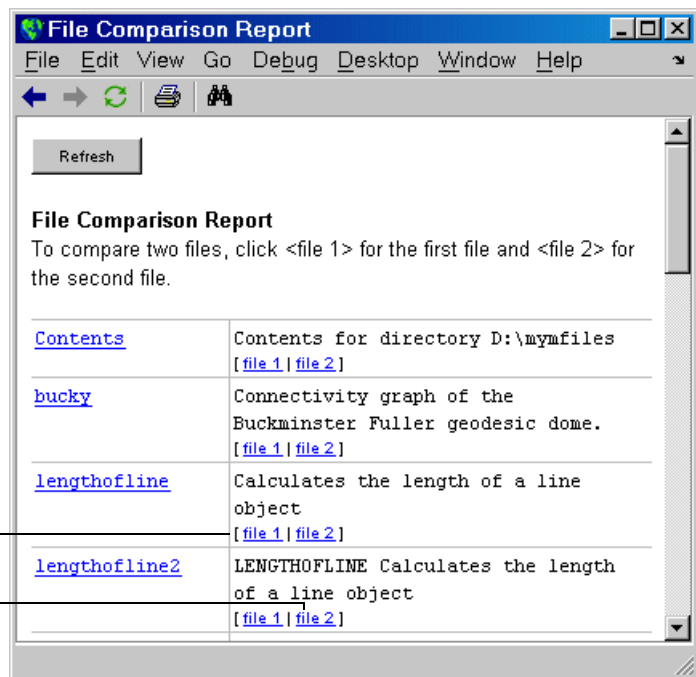 File Comparison Report
File Edit View Go Debug Desktop Window Help
Refresh
File Comparison Report
To compare two files, click <file 1> for the first file and <file 2> for
the second file.
Contents
Contents for directory D:\mymfiles
[ file 1 | file 2 ]
bucky
Connectivity graph of the
Buckminster Fuller geodesic dome.
[ file 1 | file 2 ]
lengthofline
Calculates the length of a line
object
[ file 1 | file 2 ]
lengthofline2
LENGTHOFLINE Calculates the length
of a line object
[ file 1 | file 2 ]